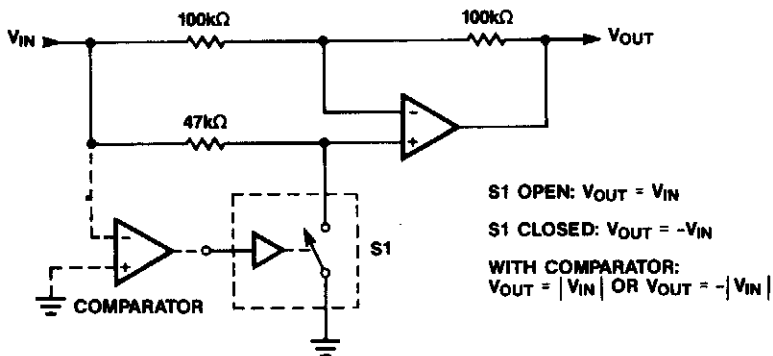 100kΩ
100kΩ
VIN
VOUT
47kΩ
-
+
S1 OPEN: VOUT = VIN
S1 CLOSED: VOUT = -VIN
WITH COMPARATOR:
VOUT = |VIN| OR VOUT = -|VIN|
-
+
S1
COMPARATOR